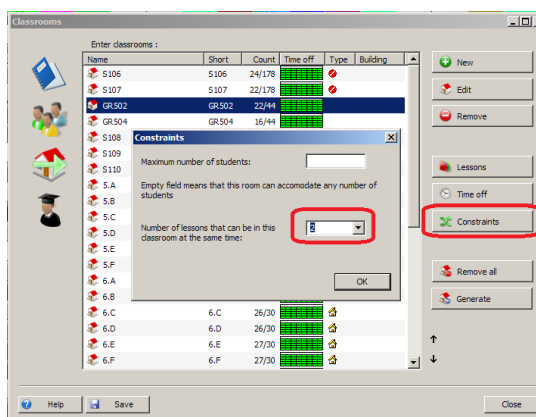 Classrooms
Enter classrooms :
Name Short Count Time off Type Building
S106 S106 24/178
S107 S107 22/178
GR502 GR502 22/44
GR504 GR504 16/44
S108
S109
S110
5.A
5.B
5.C
5.D
5.E
5.F
6.A
6.B
6.C 6.C 26/30
6.D 6.D 26/30
6.E 6.E 27/30
6.F 6.F 27/30
Constraints
Maximum number of students:
Empty field means that this room can accomodate any number of
students
Number of lessons that can be in this
classroom at the same time:
2
OK
New
Edit
Remove
Lessons
Time off
Constraints
Remove all
Generate
Help
Save
Close